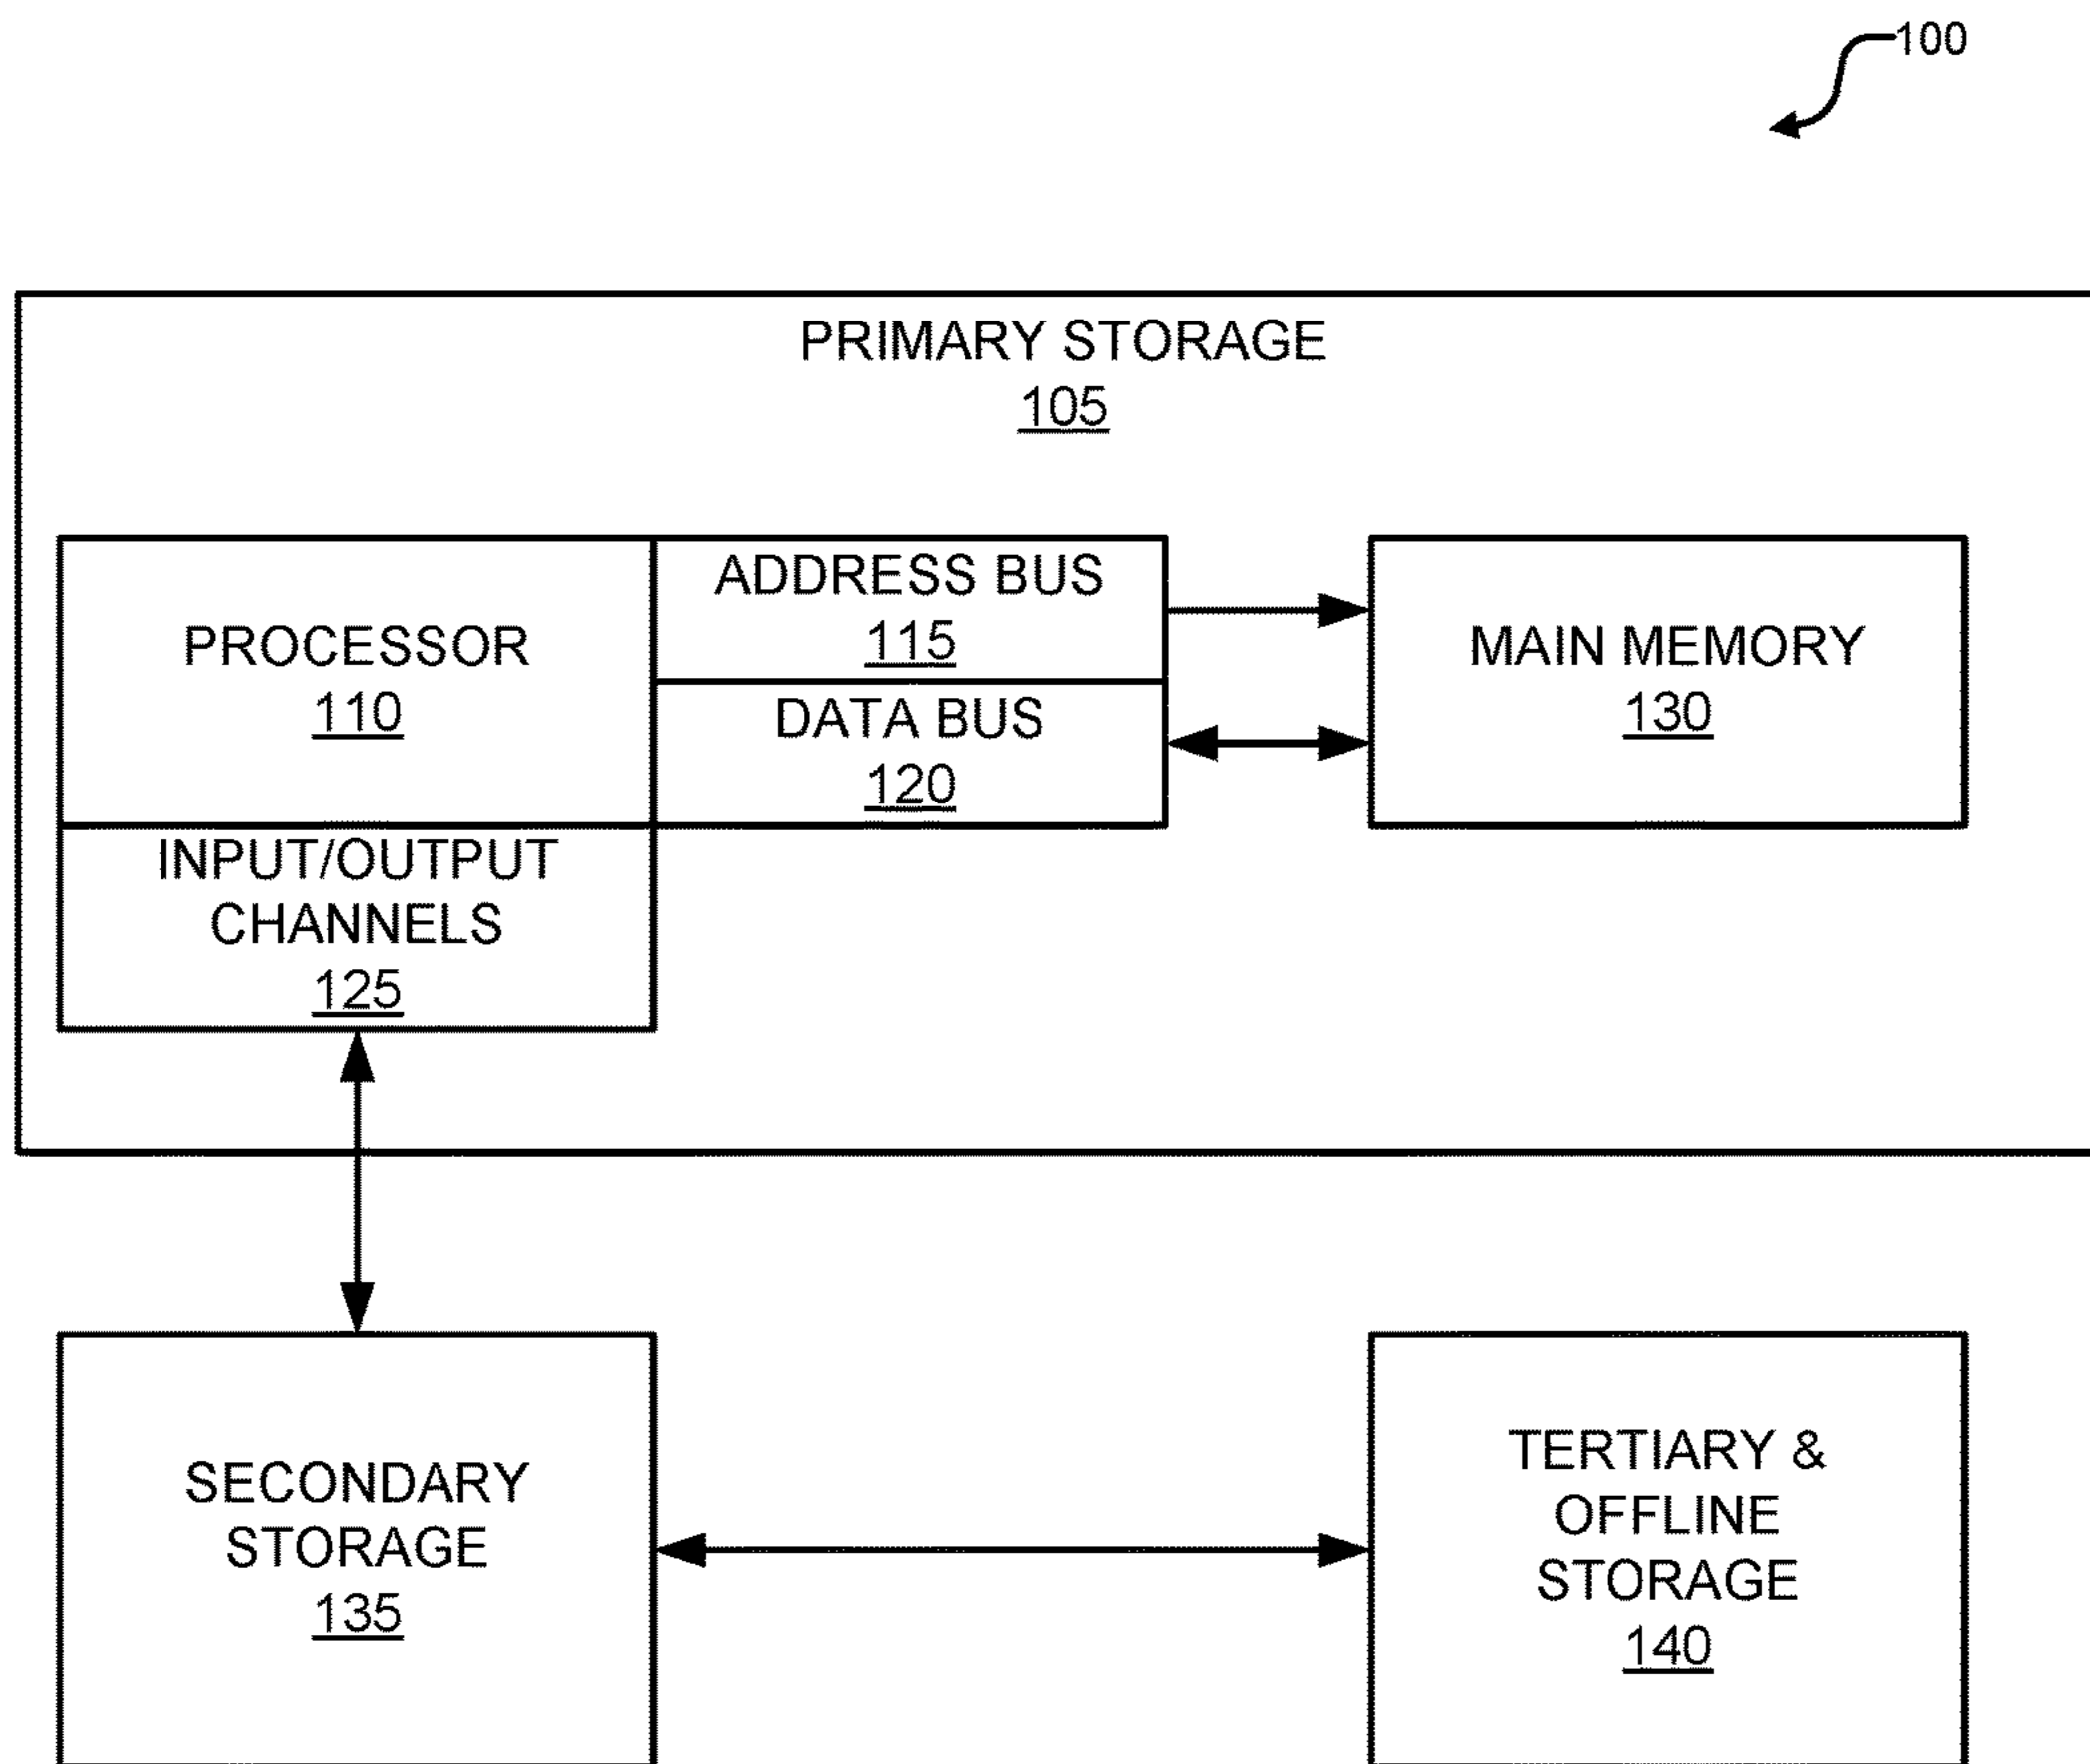 100
PRIMARY STORAGE
105
PROCESSOR
110
ADDRESS BUS
115
DATA BUS
120
MAIN MEMORY
130
INPUT/OUTPUT
CHANNELS
125
SECONDARY
STORAGE
135
TERTIARY &
OFFLINE
STORAGE
140